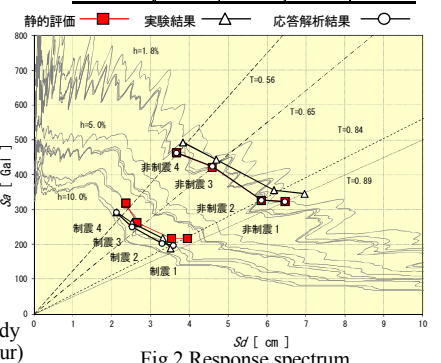 静的評価 実験結果 応答解析結果
800
700
600
500
400
300
200
100
0
Sa [ Gal ]
h=1.8%
h=5.0%
h=10.0%
T=0.56
T=0.65
T=0.84
T=0.89
非制震 4
非制震 3
非制震 2
非制震 1
制震 4
制震 3
制震 2
制震 1
0 1 2 3 4 5 6 7 8 9 10
Sd [ cm ]
dy
ur)
Fig.2 Response spectrum